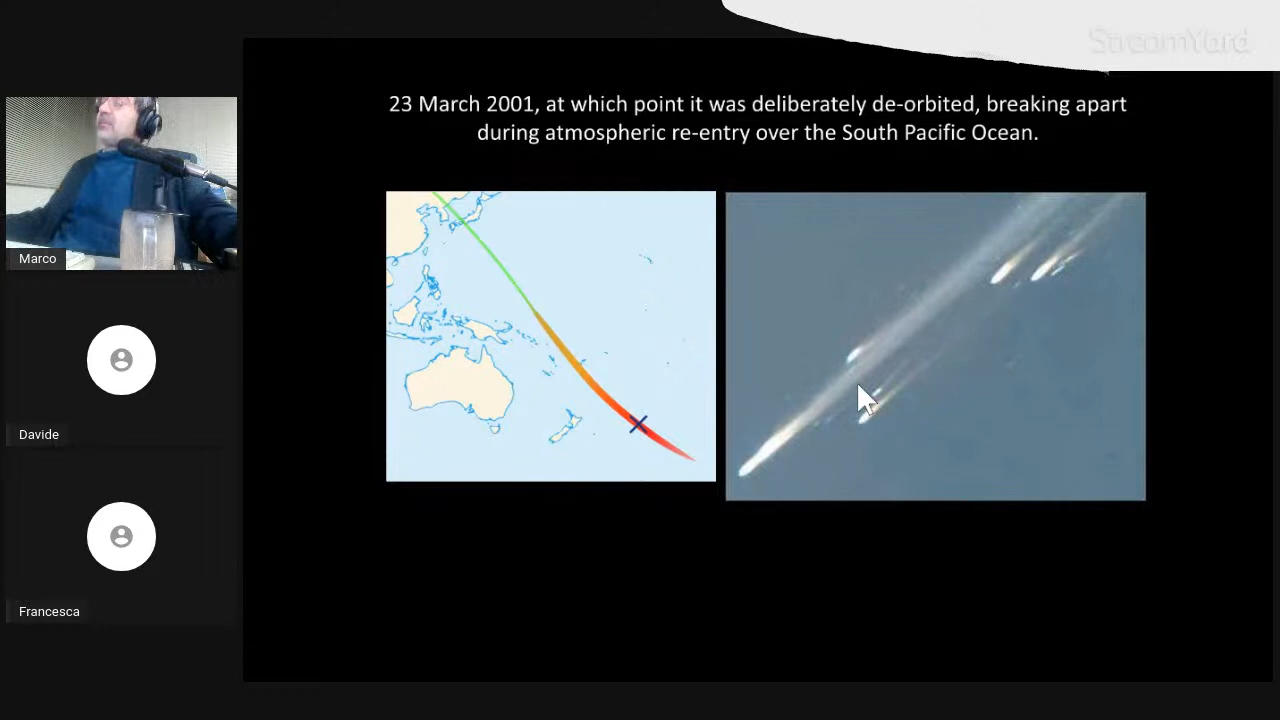 StreamYard
23 March 2001, at which point it was deliberately de-orbited, breaking apart
during atmospheric re-entry over the South Pacific Ocean.
Marco
Davide
Francesca